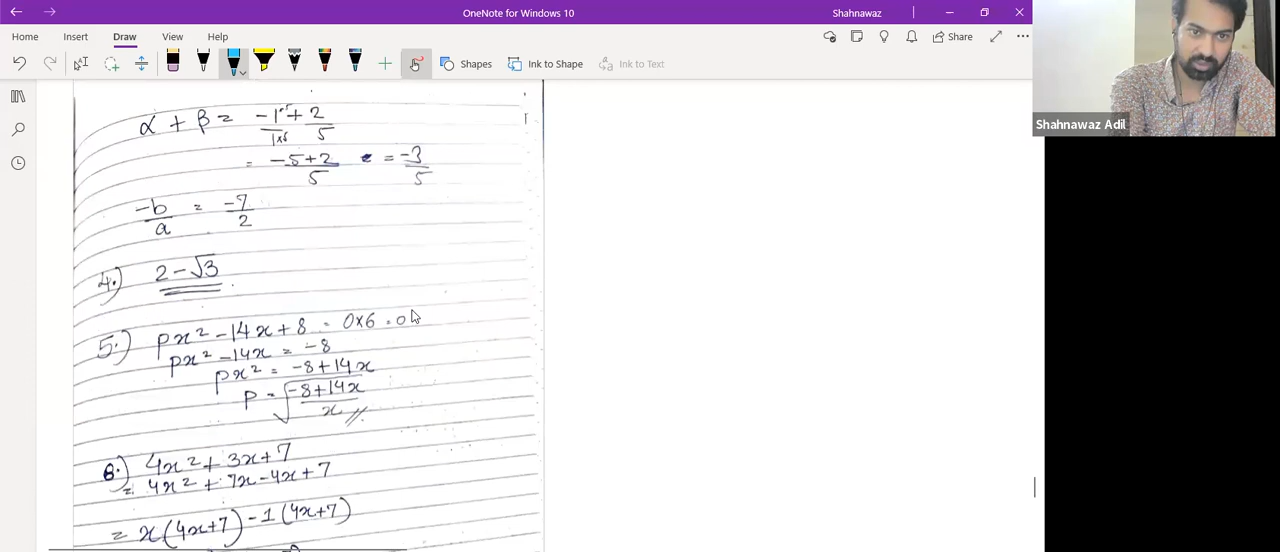 OneNote for Windows 10
Shahnawaz
Home Insert Draw View Help
Share
Shapes
Ink to Shape
Ink to Text
Shahnawaz Adil
α + β = -1×5/1×5 + 2/5
= -5+2/5 = -3/5
-b/a = -7/2
4.) 2-√3
5.) px² -14x + 8 = 0×6 = 0
px² -14x = -8
px² = -8+14x
p = √-8+14x/x //
6.) 4x² + 3x + 7
= 4x² + 7x - 4x + 7
= x(4x+7) - 1(4x+7)